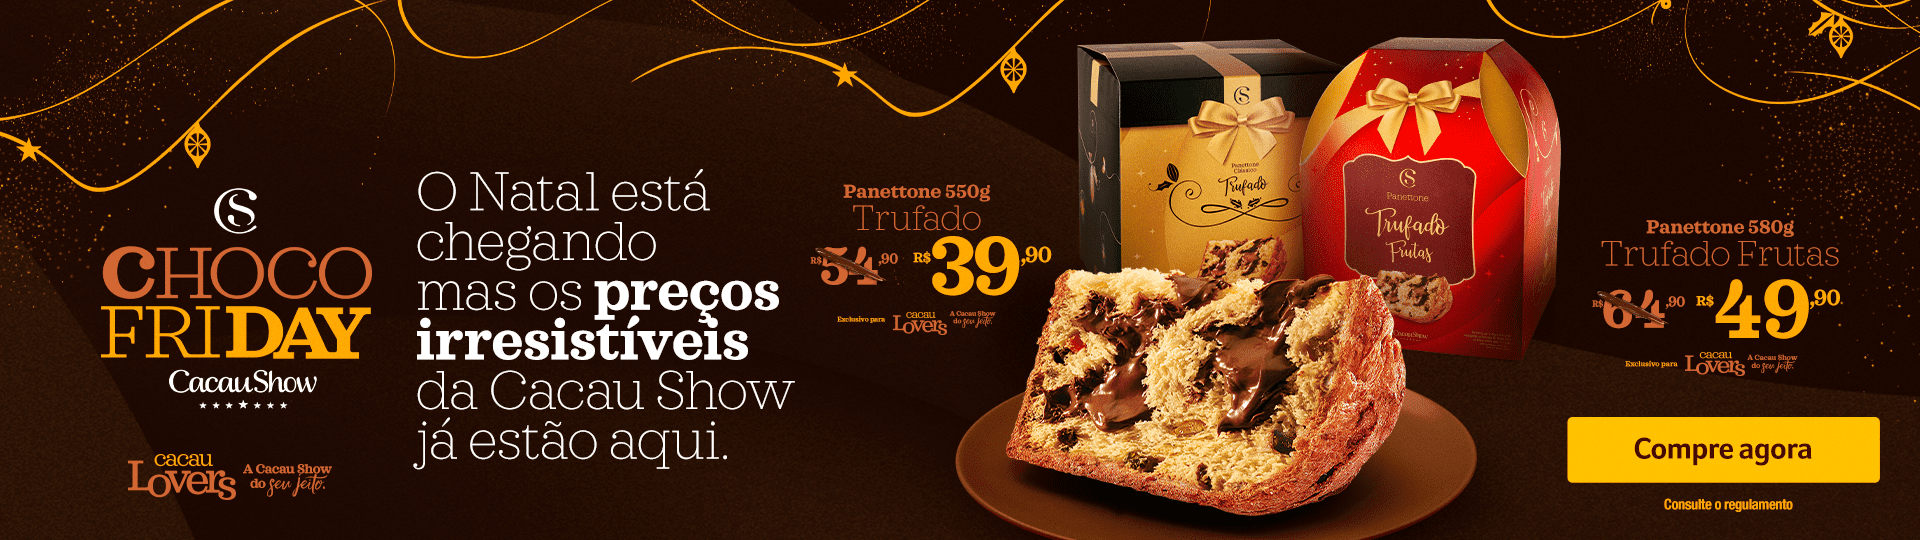 CS
CHOCO
FRIDAY
CacauShow
cacau
Lovers
A Cacau Show
do seu jeito.
O Natal está
chegando
mas os preços
irresistíveis
da Cacau Show
já estão aqui.
Panettone 550g
Trufado
R$54,90 R$39,90
Exclusivo para
cacau
Lovers
A Cacau Show
do seu jeito.
CS
Panettone
Clássico
Trufado
CS
Panettone
Trufado
Frutas
CacauShow
Panettone 580g
Trufado Frutas
R$64,90 R$49,90.
Exclusivo para
cacau
Lovers
A Cacau Show
do seu jeito.
Compre agora
Consulte o regulamento